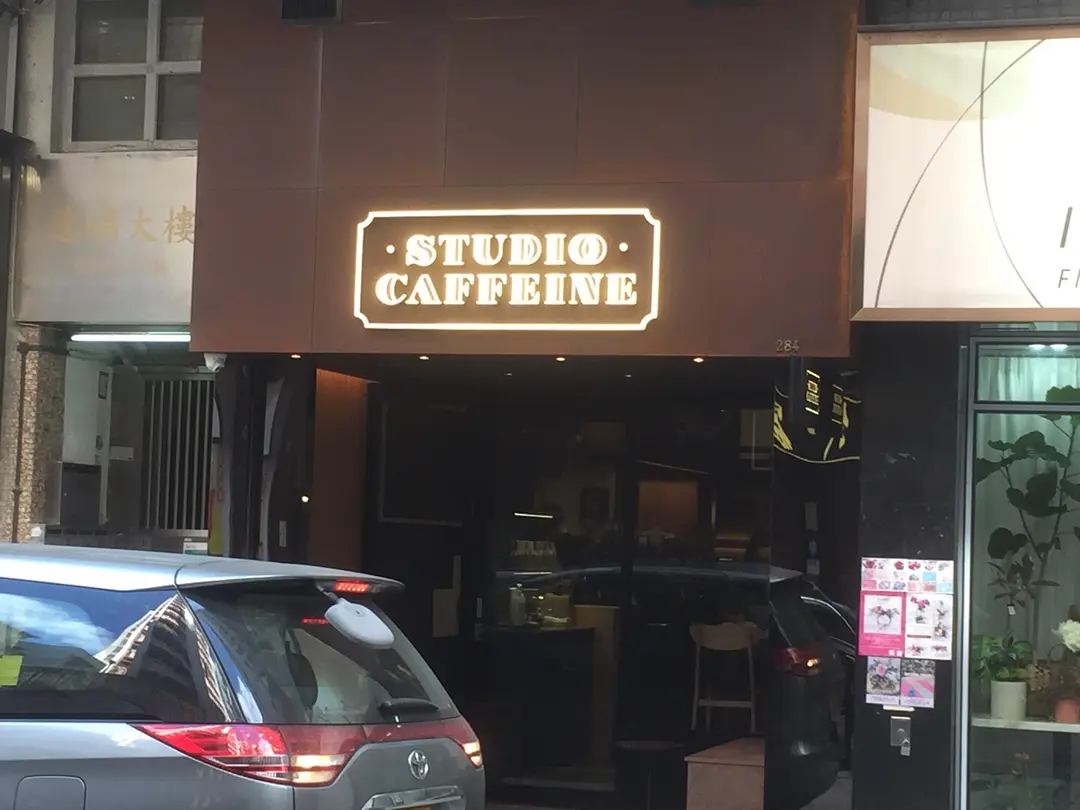 大樓
· STUDIO ·
CAFFEINE
284